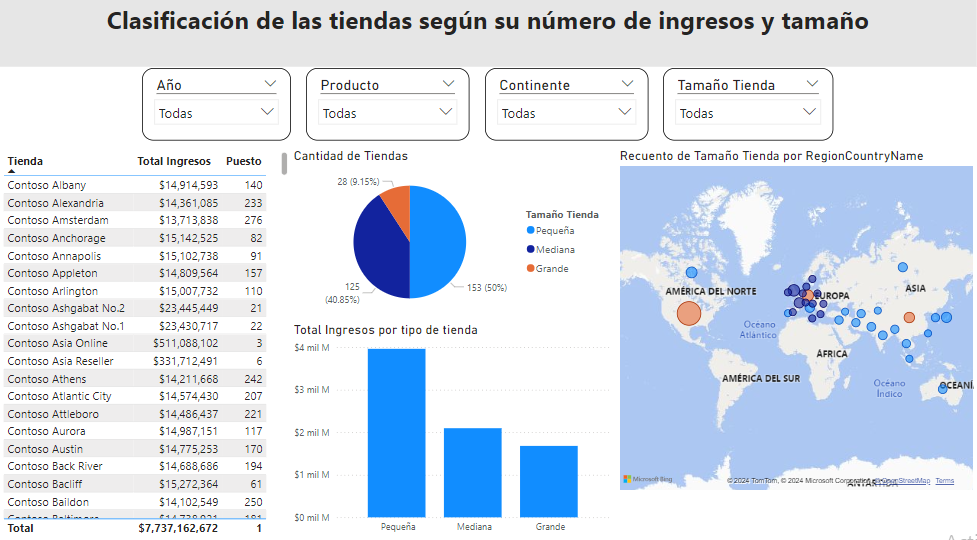 Clasificación de las tiendas según su número de ingresos y tamaño
Año Producto Continente Tamaño Tienda
Todas Todas Todas Todas
Tienda Total Ingresos Puesto
Contoso Albany $14,914,593 140
Contoso Alexandria $14,361,085 233
Contoso Amsterdam $13,713,838 276
Contoso Anchorage $15,142,525 82
Contoso Annapolis $15,102,738 91
Contoso Appleton $14,809,564 157
Contoso Arlington $15,007,732 110
Contoso Ashgabat No.2 $23,445,449 21
Contoso Ashgabat No.1 $23,430,717 22
Contoso Asia Online $511,088,102 3
Contoso Asia Reseller $331,712,491 6
Contoso Athens $14,211,668 242
Contoso Atlantic City $14,574,430 207
Contoso Attleboro $14,486,437 221
Contoso Aurora $14,987,151 117
Contoso Austin $14,775,253 170
Contoso Back River $14,688,686 194
Contoso Bacliff $15,272,364 61
Contoso Baildon $14,102,549 250
Contoso Baltimore
Total $7,737,162,672 1
Cantidad de Tiendas
28 (9.15%)
125
(40.85%)
153 (50%)
Tamaño Tienda
Pequeña
Mediana
Grande
Total Ingresos por tipo de tienda
$4 mil M
$3 mil M
$2 mil M
$1 mil M
$0 mil M
Pequeña Mediana Grande
Recuento de Tamaño Tienda por RegionCountryName
AMÉRICA DEL NORTE
EUROPA
ASIA
Océano
Atlántico
ÁFRICA
AMÉRICA DEL SUR
Océano
Índico
OCEANÍ
Microsoft Bing
© 2024 TomTom, © 2024 Microsoft Corporation, © OpenStreetMap Terms